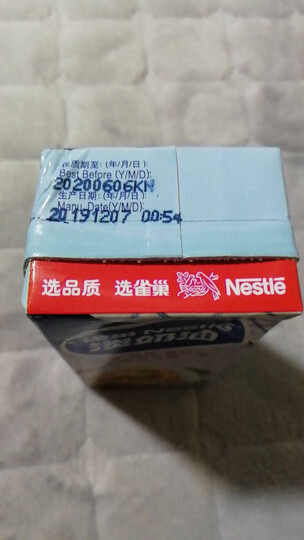 保质期至:(年/月/日):
Best Before (Y/M/D):
20200606KN
生产日期:(年/月/日):
Manu. Date(Y/M/D):
20191207 00:54
选品质 选雀巢 Nestlé